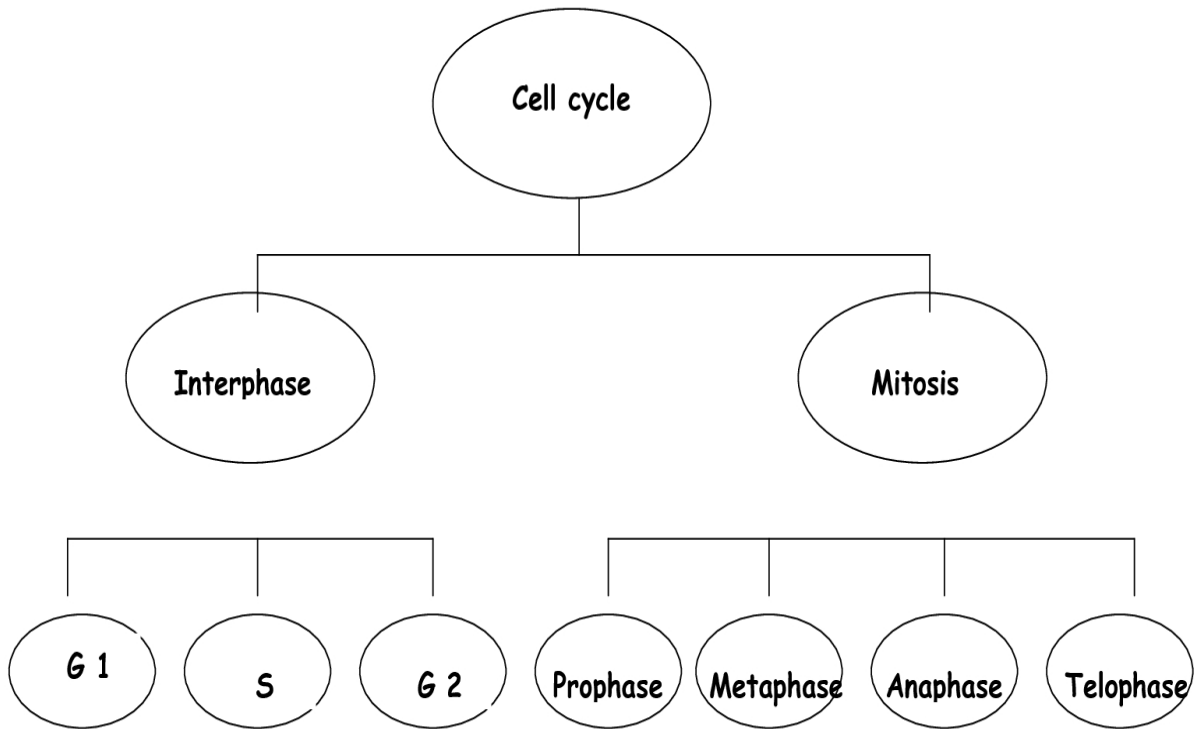 Cell cycle
Interphase
Mitosis
G 1
S
G 2
Prophase
Metaphase
Anaphase
Telophase